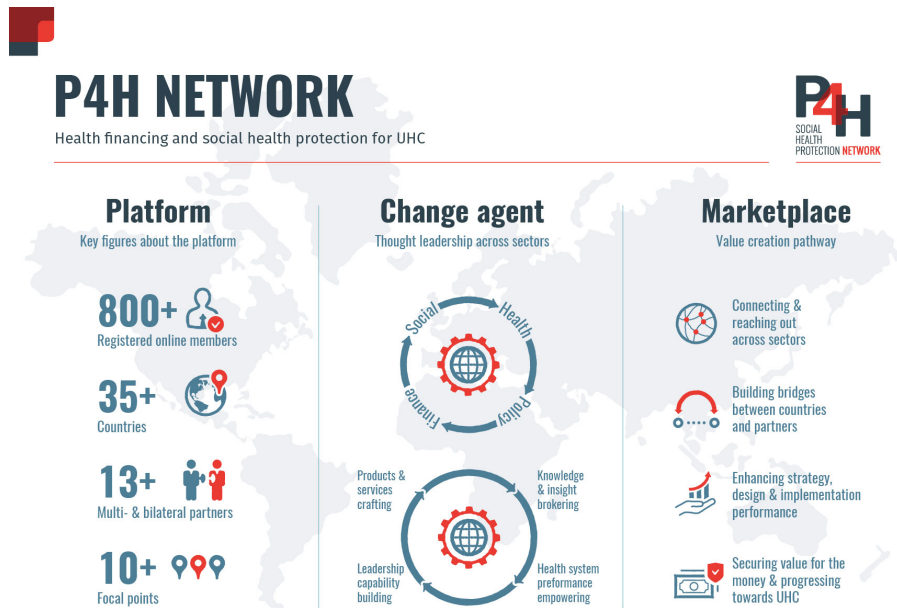 P4H NETWORK
Health financing and social health protection for UHC
P4H
SOCIAL
HEALTH
PROTECTION NETWORK
Platform
Key figures about the platform
800+
Registered online members
35+
Countries
13+
Multi- & bilateral partners
10+
Focal points
Change agent
Thought leadership across sectors
Social
Health
Policy
Finance
Products &
services
crafting
Knowledge
& insight
brokering
Leadership
capability
building
Health system
preformance
empowering
Marketplace
Value creation pathway
Connecting &
reaching out
across sectors
Building bridges
between countries
and partners
Enhancing strategy,
design & implementation
performance
Securing value for the
money & progressing
towards UHC